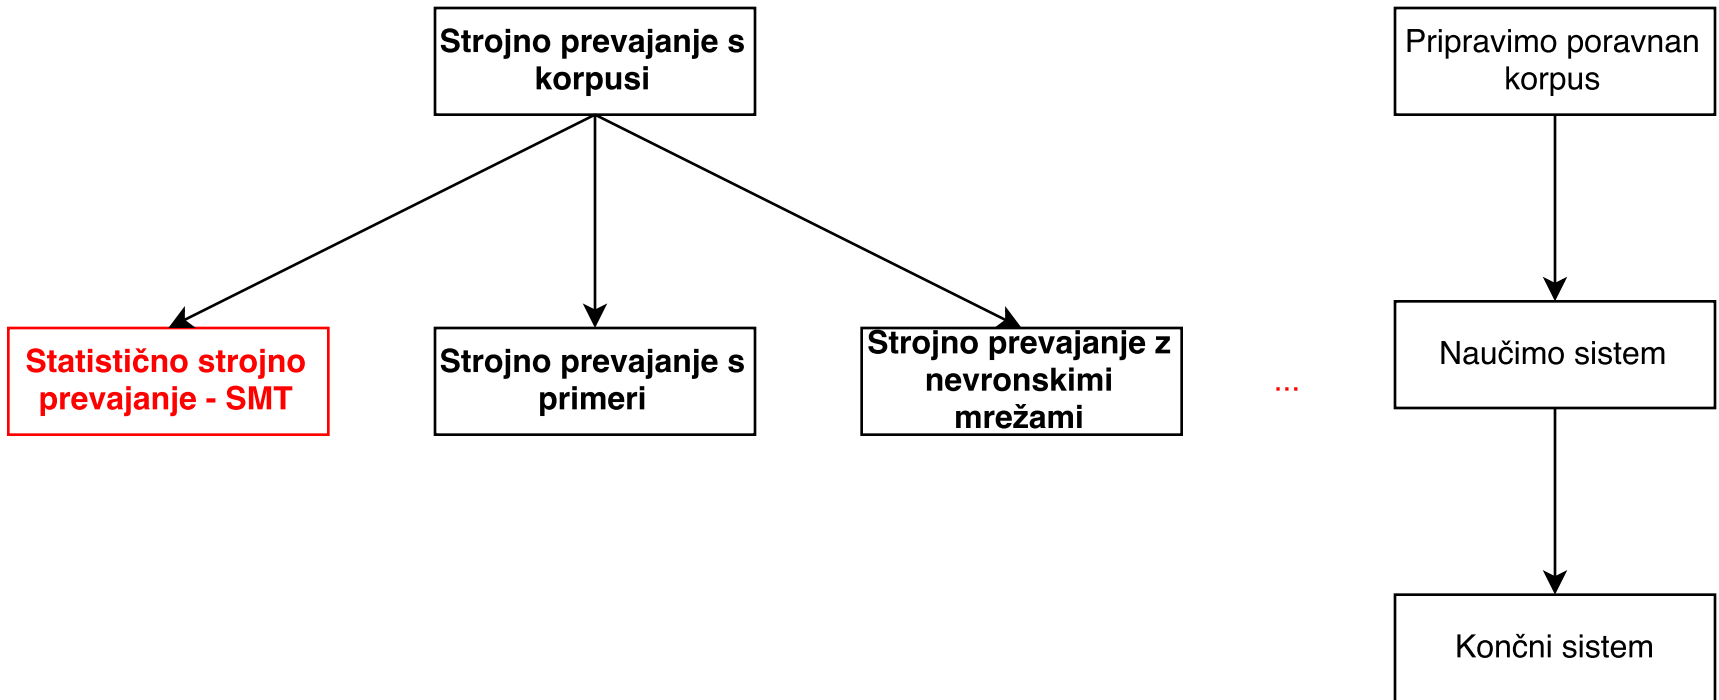 Strojno prevajanje s
korpusi
Statistično strojno
prevajanje - SMT
Strojno prevajanje s
primeri
Strojno prevajanje z
nevronskimi
mrežami
...
Pripravimo poravnan
korpus
Naučimo sistem
Končni sistem